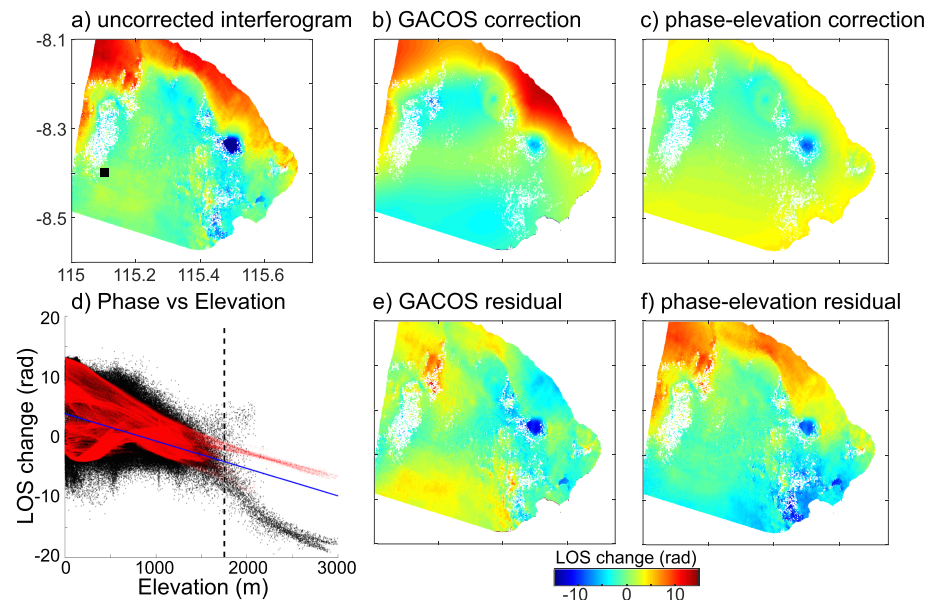 a) uncorrected interferogram
b) GACOS correction
c) phase-elevation correction
-8.1
-8.3
-8.5
115
115.2
115.4
115.6
d) Phase vs Elevation
e) GACOS residual
f) phase-elevation residual
20
10
0
-10
-20
LOS change (rad)
0
1000
2000
3000
Elevation (m)
LOS change (rad)
-10
0
10